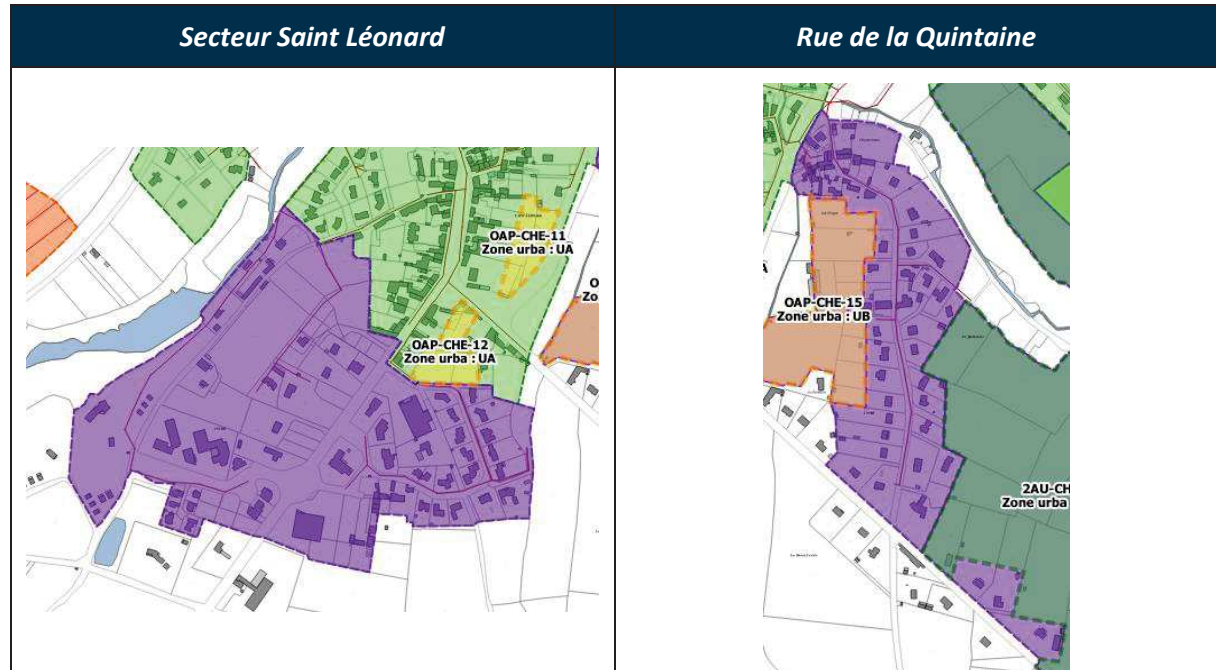 Secteur Saint Léonard
Rue de la Quintaine
OAP-CHE-11
Zone urba : UA
O
Zo
OAP-CHE-12
Zone urba : UA
A
OAP-CHE-15
Zone urba : UB
2AU-CH
Zone urba